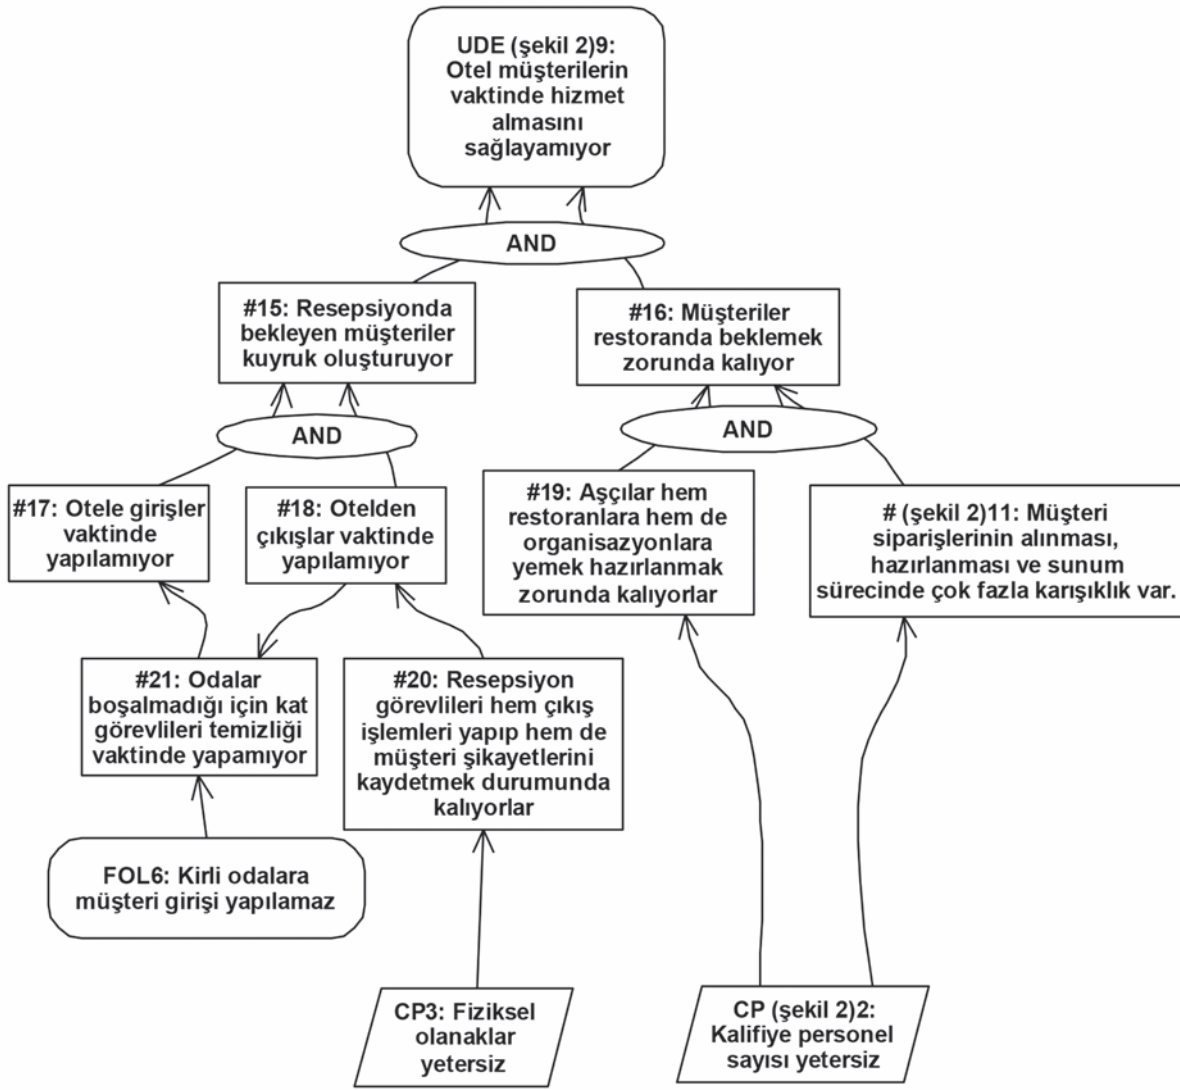 UDE (şekil 2)9:
Otel müşterilerin
vaktinde hizmet
almasını
sağlayamıyor
AND
#15: Resepsiyonda
bekleyen müşteriler
kuyruk oluşturuyor
#16: Müşteriler
restoranda beklemek
zorunda kalıyor
AND
AND
#17: Otele girişler
vaktinde
yapılamıyor
#18: Otelden
çıkışlar vaktinde
yapılamıyor
#19: Aşçılar hem
restoranlara hem de
organisazyonlara
yemek hazırlanmak
zorunda kalıyorlar
# (şekil 2)11: Müşteri
siparişlerinin alınması,
hazırlanması ve sunum
sürecinde çok fazla karışıklık var.
#21: Odalar
boşalmadığı için kat
görevlileri temizliği
vaktinde yapamıyor
#20: Resepsiyon
görevlileri hem çıkış
işlemleri yapıp hem de
müşteri şikayetlerini
kaydetmek durumunda
kalıyorlar
FOL6: Kirli odalara
müşteri girişi yapılamaz
CP3: Fiziksel
olanaklar
yetersiz
CP (şekil 2)2:
Kalifiye personel
sayısı yetersiz